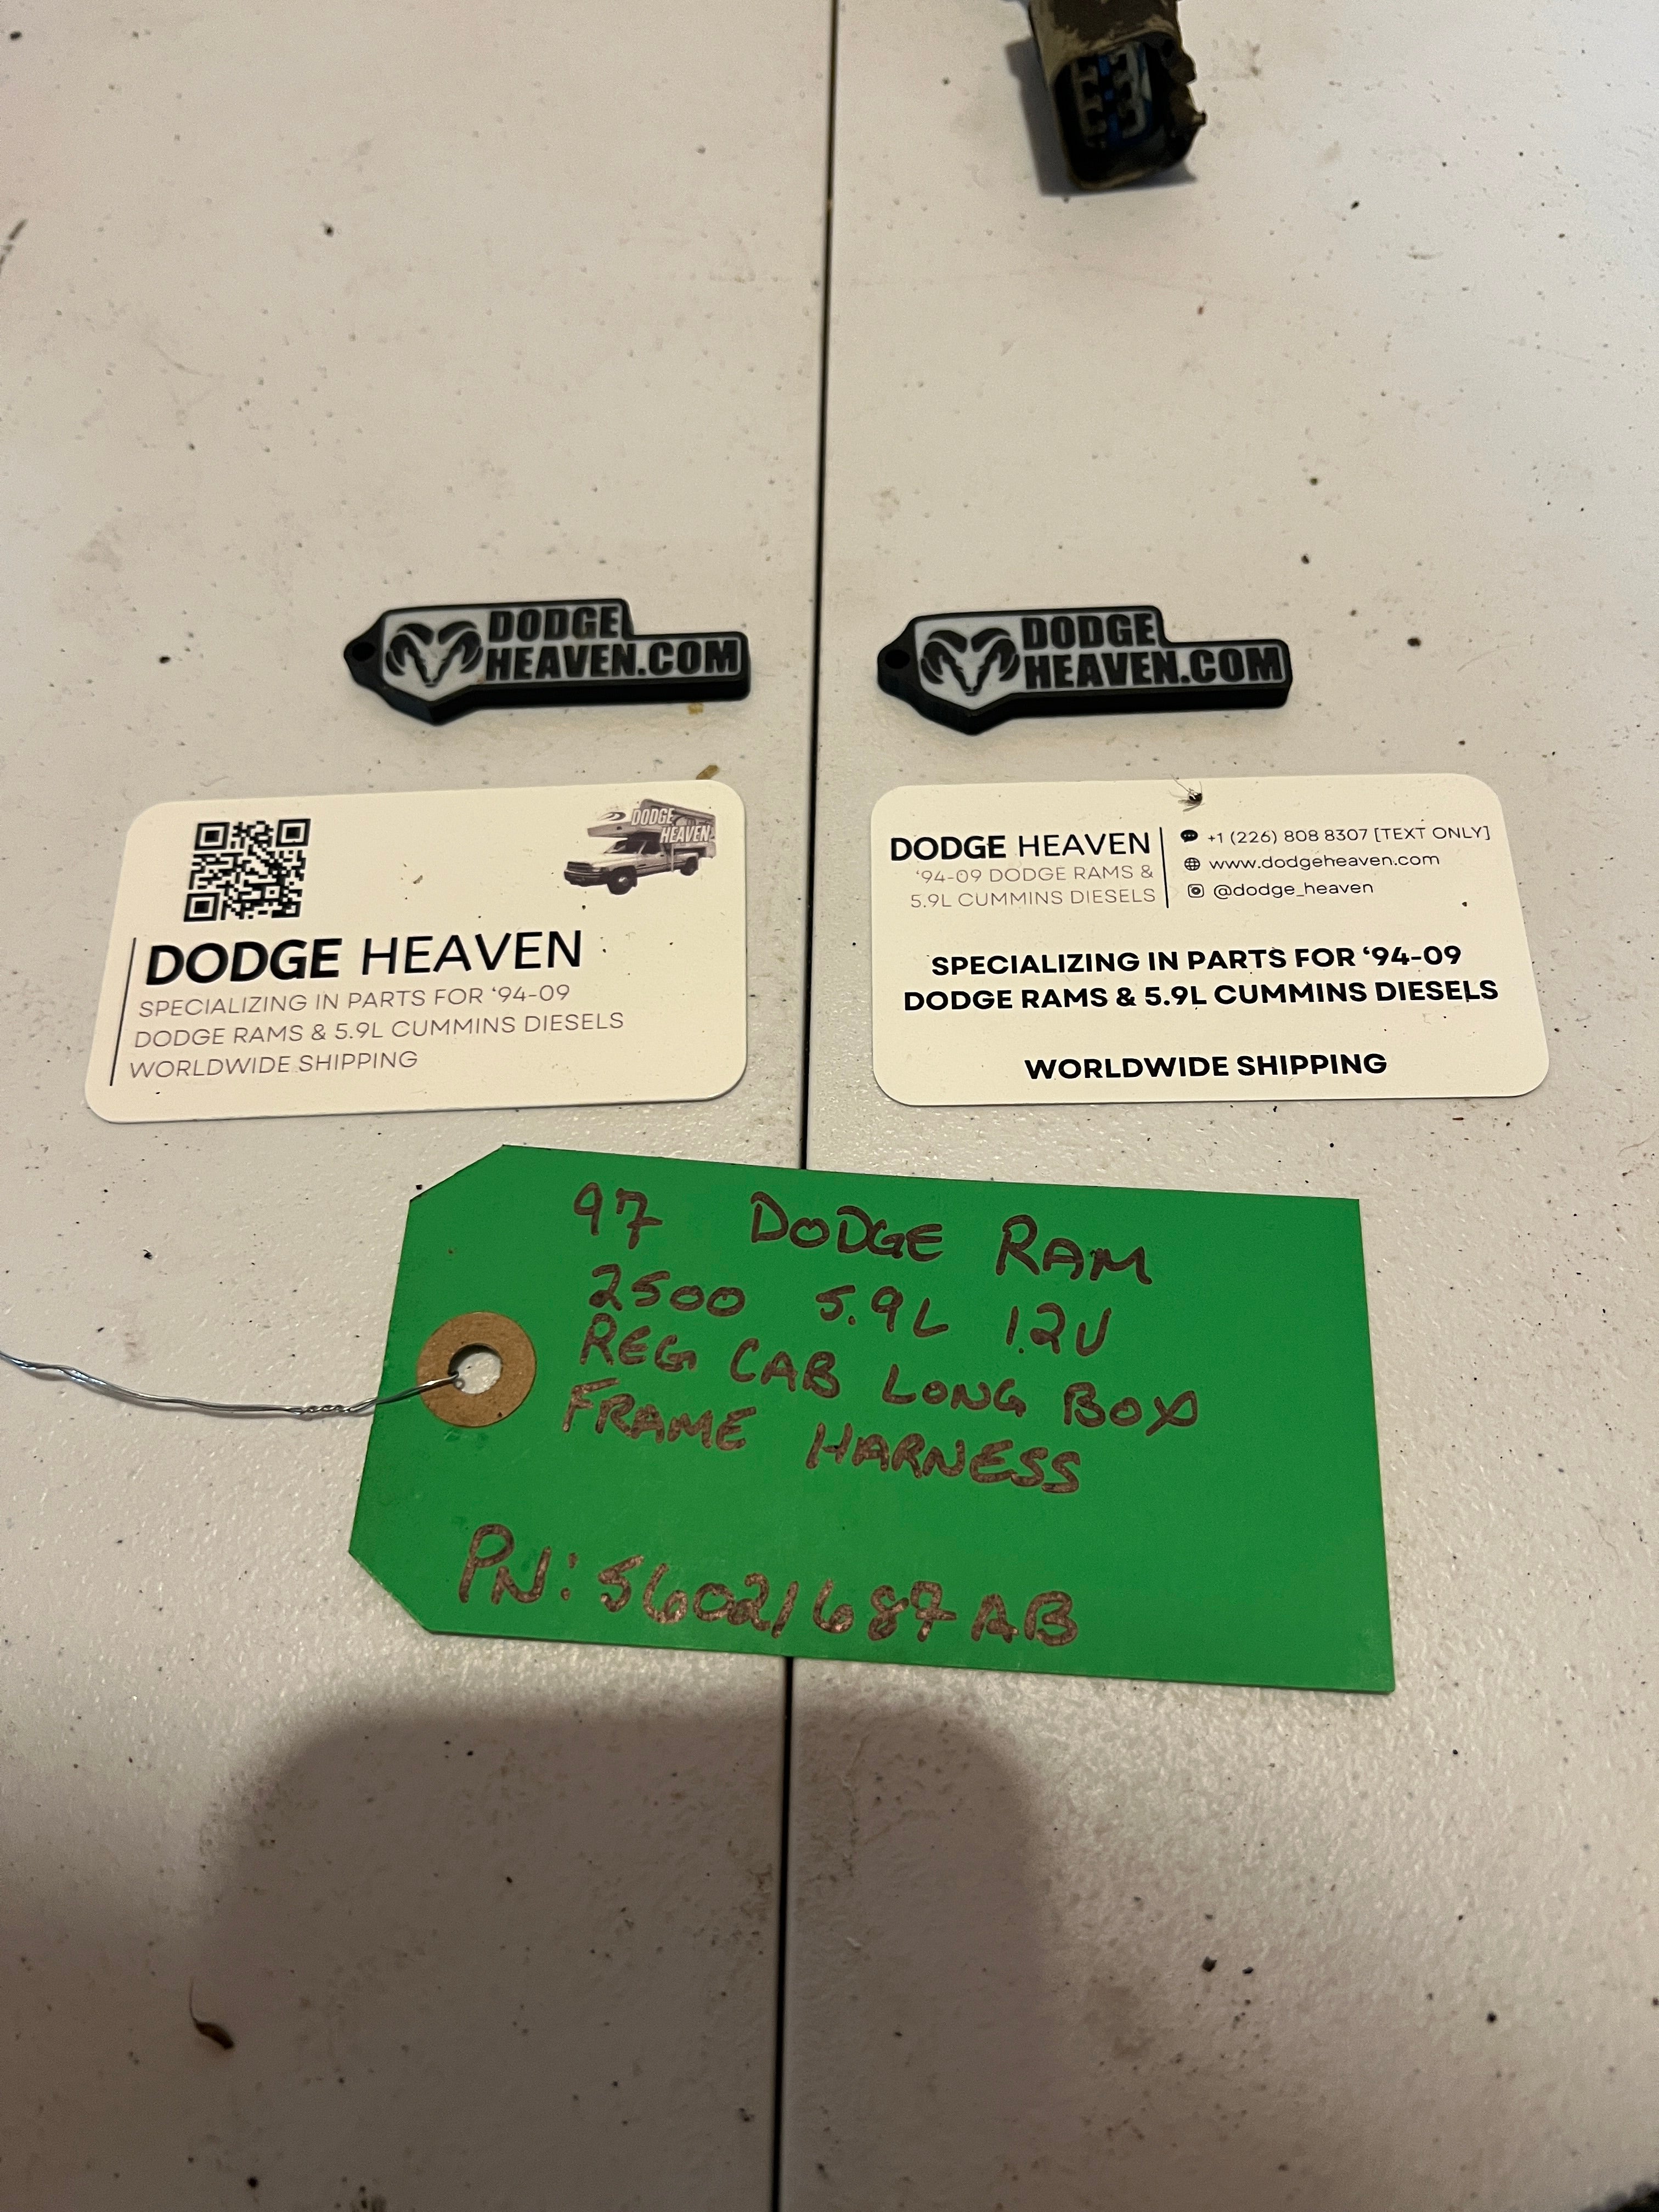 DODGE
HEAVEN.COM
DODGE
HEAVEN.COM
DODGE
HEAVEN
DODGE HEAVEN
SPECIALIZING IN PARTS FOR ‘94-09
DODGE RAMS & 5.9L CUMMINS DIESELS
WORLDWIDE SHIPPING
DODGE HEAVEN
‘94-09 DODGE RAMS &
5.9L CUMMINS DIESELS
+1 (226) 808 8307 [TEXT ONLY]
www.dodgeheaven.com
@dodge_heaven
SPECIALIZING IN PARTS FOR ‘94-09
DODGE RAMS & 5.9L CUMMINS DIESELS
WORLDWIDE SHIPPING
97 DODGE RAM
2500 5.9L 12V
REG CAB LONG BOX
FRAME HARNESS
PN: 56021687AB